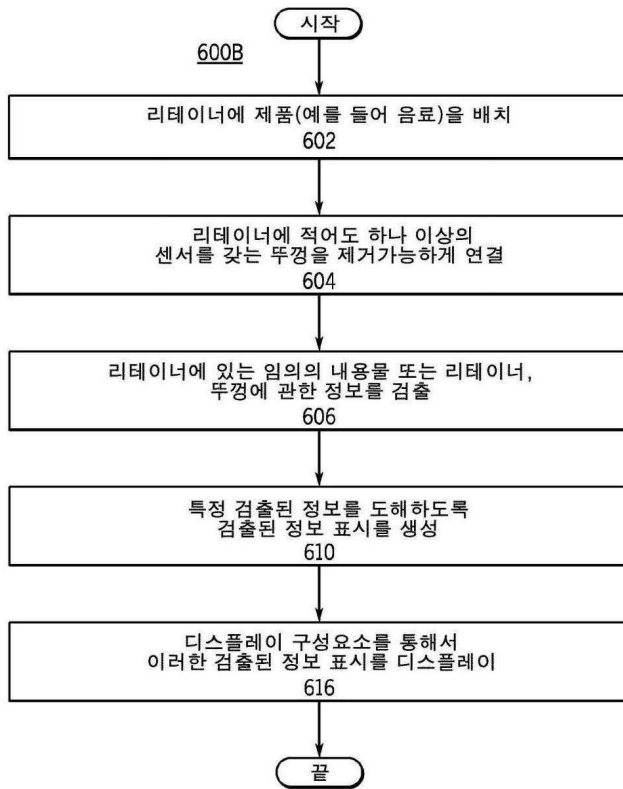 시작
600B
리테이너에 제품(예를 들어 음료)을 배치
602
리테이너에 적어도 하나 이상의
센서를 갖는 뚜껑을 제거가능하게 연결
604
리테이너에 있는 임의의 내용물 또는 리테이너,
뚜껑에 관한 정보를 검출
606
특정 검출된 정보를 도해하도록
검출된 정보 표시를 생성
610
디스플레이 구성요소를 통해서
이러한 검출된 정보 표시를 디스플레이
616
끝